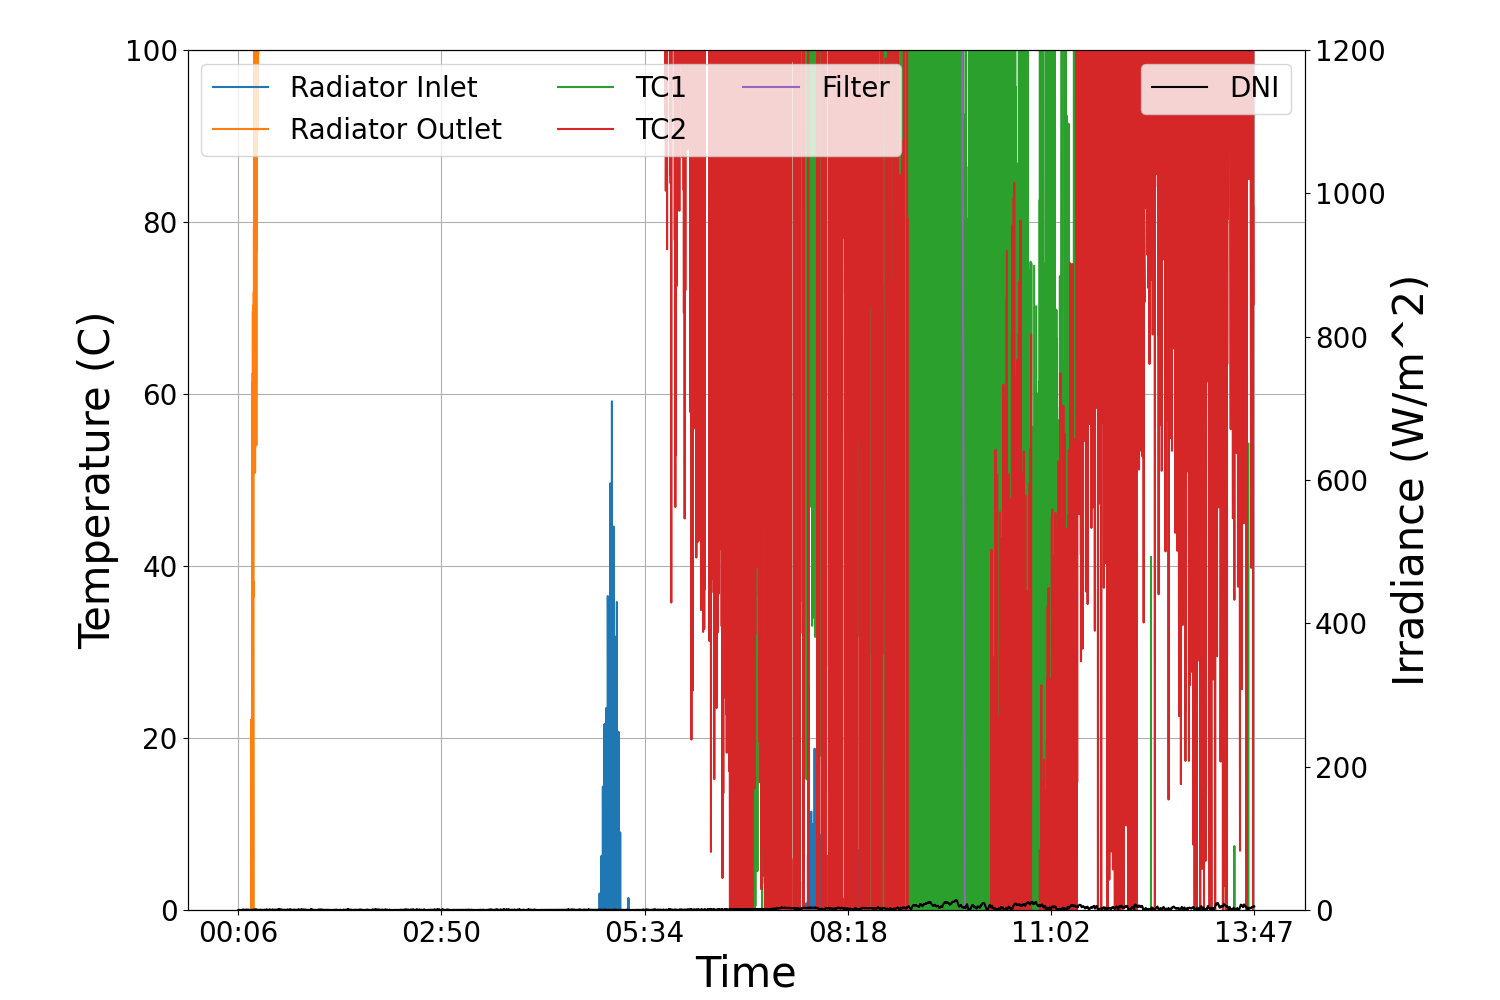 Radiator Inlet
Radiator Outlet
TC1
TC2
Filter
DNI
100
80
60
40
20
0
Temperature (C)
1200
1000
800
600
400
200
0
Irradiance (W/m^2)
00:06
02:50
05:34
08:18
11:02
13:47
Time